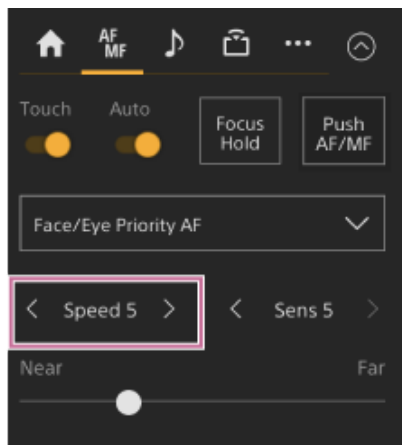 AF
MF
Touch Auto
Focus
Hold
Push
AF/MF
Face/Eye Priority AF
Speed 5
Sens 5
Near Far